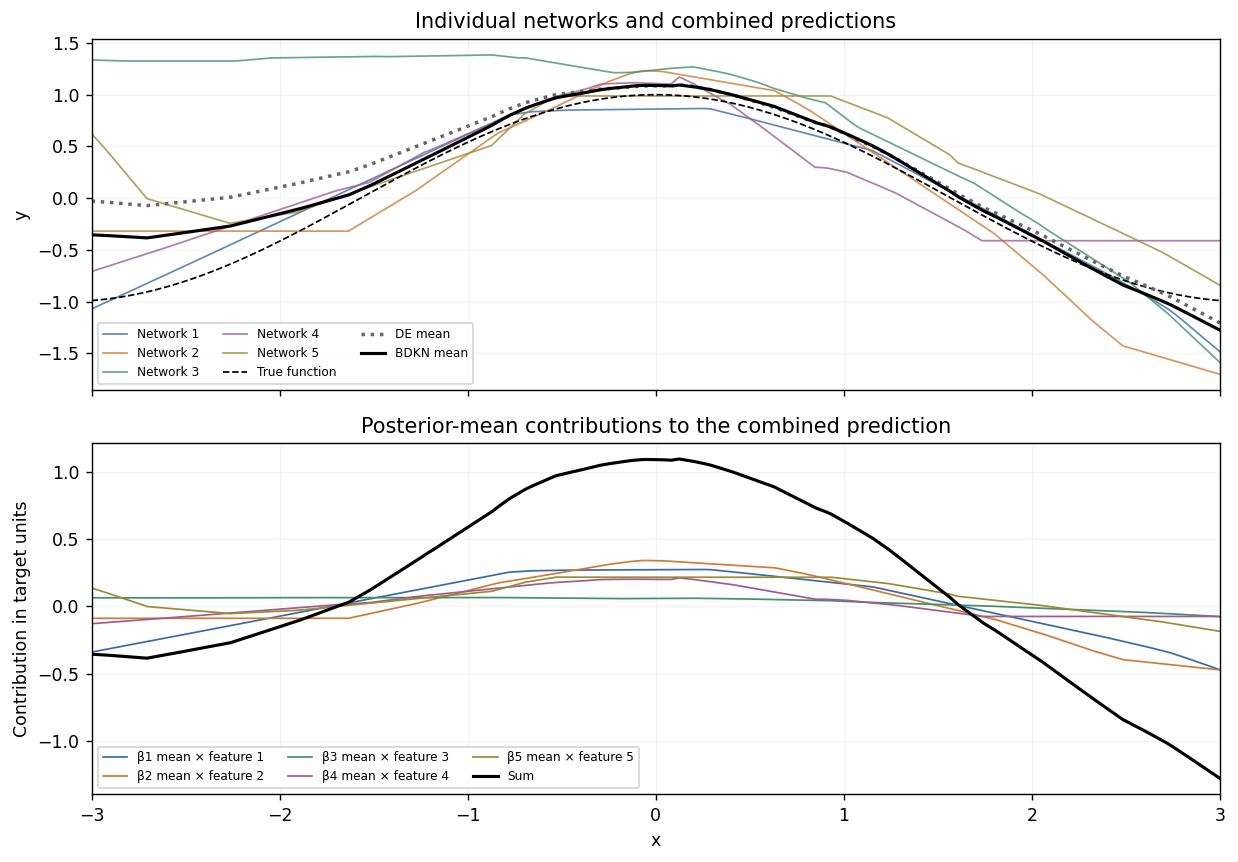 Individual networks and combined predictions
1.5
1.0
0.5
0.0
−0.5
−1.0
−1.5
y
Network 1 Network 4 DE mean
Network 2 Network 5 BDKN mean
Network 3 True function
Posterior-mean contributions to the combined prediction
1.0
0.5
0.0
−0.5
−1.0
Contribution in target units
β1 mean × feature 1 β3 mean × feature 3 β5 mean × feature 5
β2 mean × feature 2 β4 mean × feature 4 Sum
−3 −2 −1 0 1 2 3
x